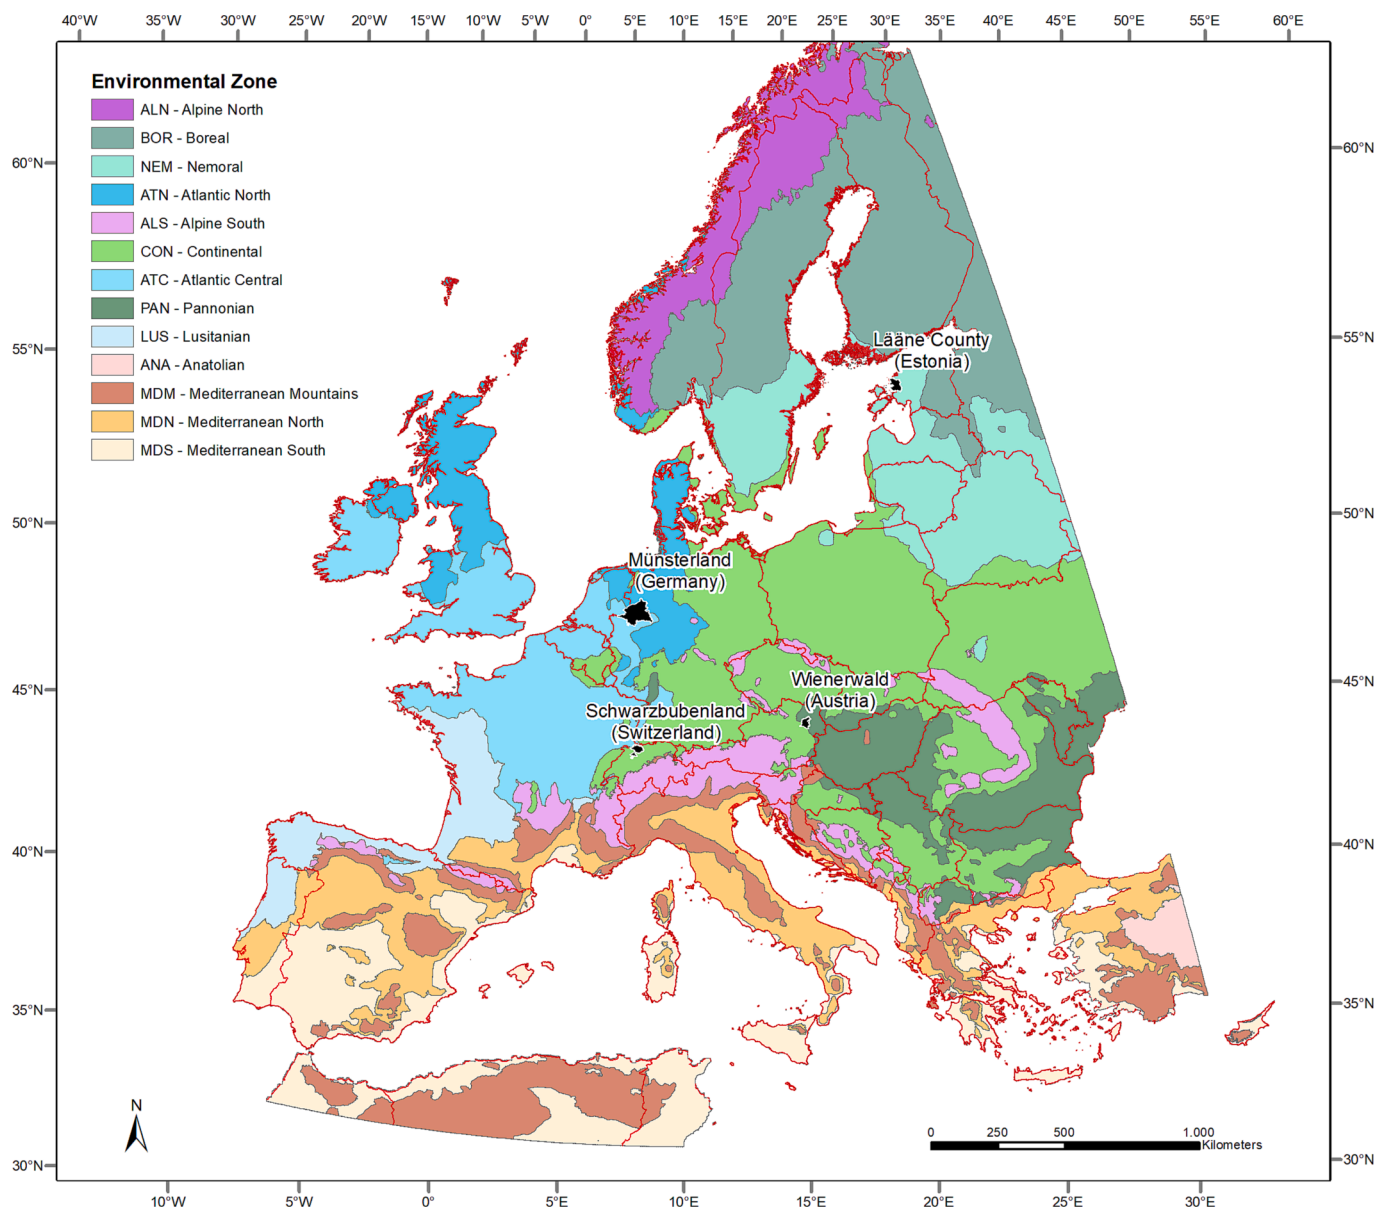 40°W 35°W 30°W 25°W 20°W 15°W 10°W 5°W 0° 5°E 10°E 15°E 20°E 25°E 30°E 35°E 40°E 45°E 50°E 55°E 60°E
Environmental Zone
ALN - Alpine North
BOR - Boreal
NEM - Nemoral
ATN - Atlantic North
ALS - Alpine South
CON - Continental
ATC - Atlantic Central
PAN - Pannonian
LUS - Lusitanian
ANA - Anatolian
MDM - Mediterranean Mountains
MDN - Mediterranean North
MDS - Mediterranean South
60°N 60°N
55°N 55°N
50°N 50°N
45°N 45°N
40°N 40°N
35°N 35°N
30°N 30°N
Lääne County
(Estonia)
Münsterland
(Germany)
Wienerwald
(Austria)
Schwarzbubenland
(Switzerland)
N
0 250 500 1.000
Kilometers
10°W 5°W 0° 5°E 10°E 15°E 20°E 25°E 30°E